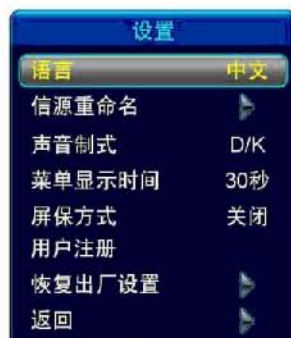 设置
语言 中文
信源重命名
声音制式 D/K
菜单显示时间 30秒
屏保方式 关闭
用户注册
恢复出厂设置
返回